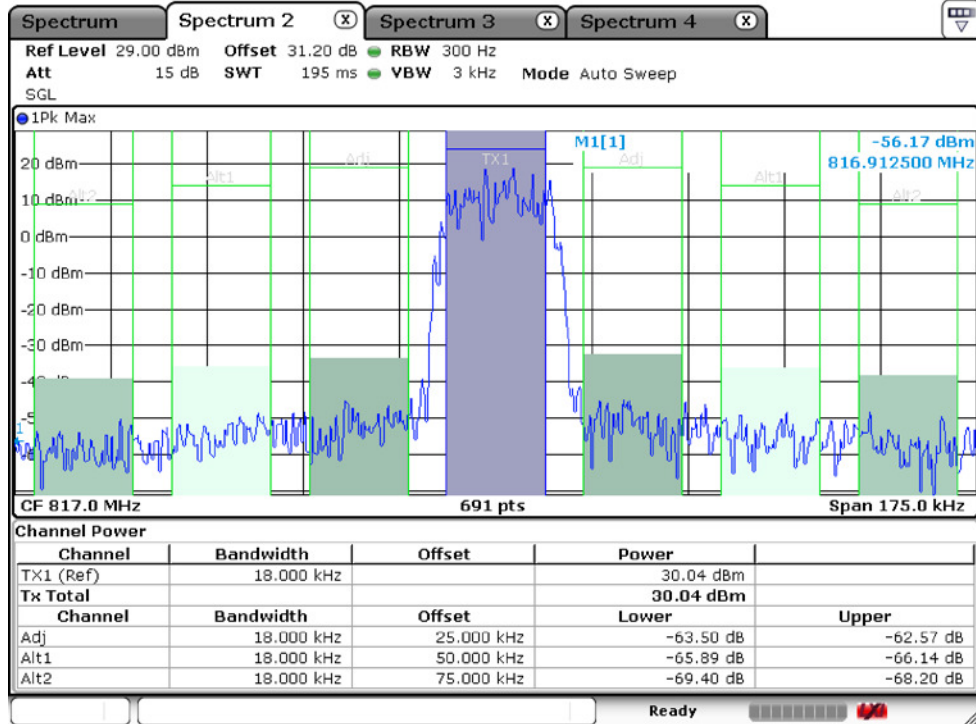 Spectrum Spectrum 2 X Spectrum 3 X Spectrum 4 X
Ref Level 29.00 dBm Offset 31.20 dB RBW 300 Hz
Att 15 dB SWT 195 ms VBW 3 kHz Mode Auto Sweep
SGL
1Pk Max
M1[1] -56.17 dBm
816.912500 MHz
20 dBm
Adj TX1 Adj
Alt1 Alt1
10 dBm
Alt2 Alt2
0 dBm
-10 dBm
-20 dBm
-30 dBm
1
CF 817.0 MHz 691 pts Span 175.0 kHz
Channel Power
Channel Bandwidth Offset Power
TX1 (Ref) 18.000 kHz 30.04 dBm
Tx Total 30.04 dBm
Channel Bandwidth Offset Lower Upper
Adj 18.000 kHz 25.000 kHz -63.50 dB -62.57 dB
Alt1 18.000 kHz 50.000 kHz -65.89 dB -66.14 dB
Alt2 18.000 kHz 75.000 kHz -69.40 dB -68.20 dB
Ready